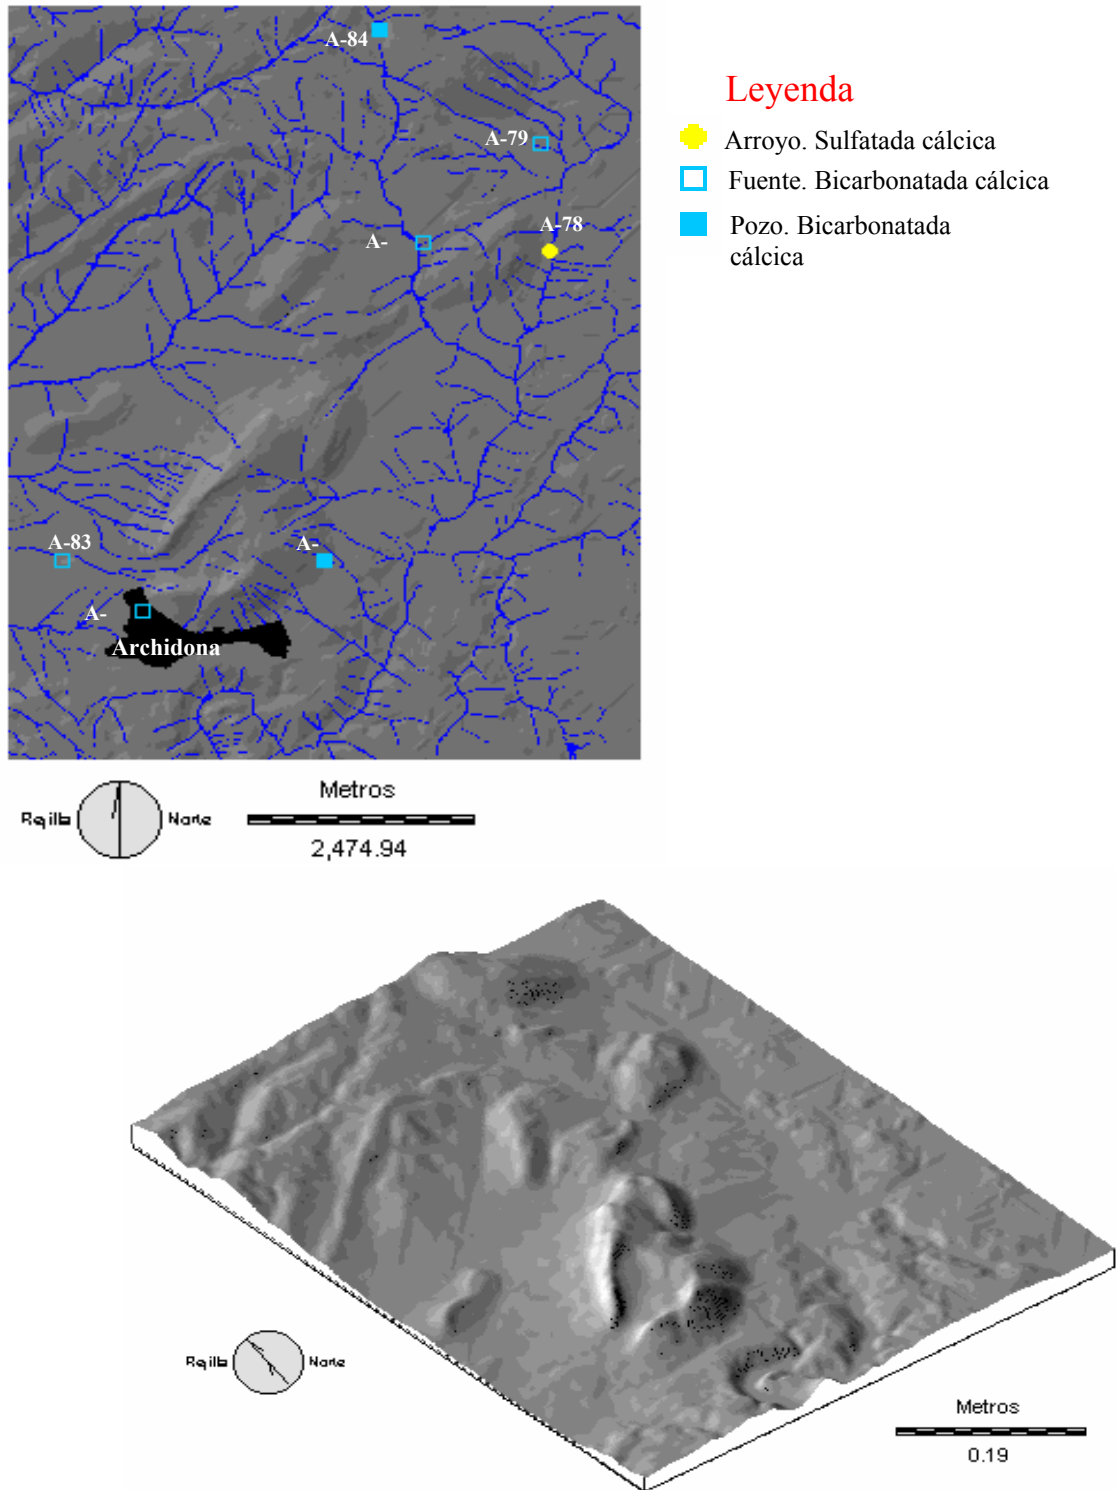 A-84
A-79
A-78
A-
A-83
A-
A-
Archidona
Leyenda
Arroyo. Sulfatada cálcica
Fuente. Bicarbonatada cálcica
Pozo. Bicarbonatada
cálcica
Rejilla Norte
Metros
2,474.94
Rejilla Norte
Metros
0.19